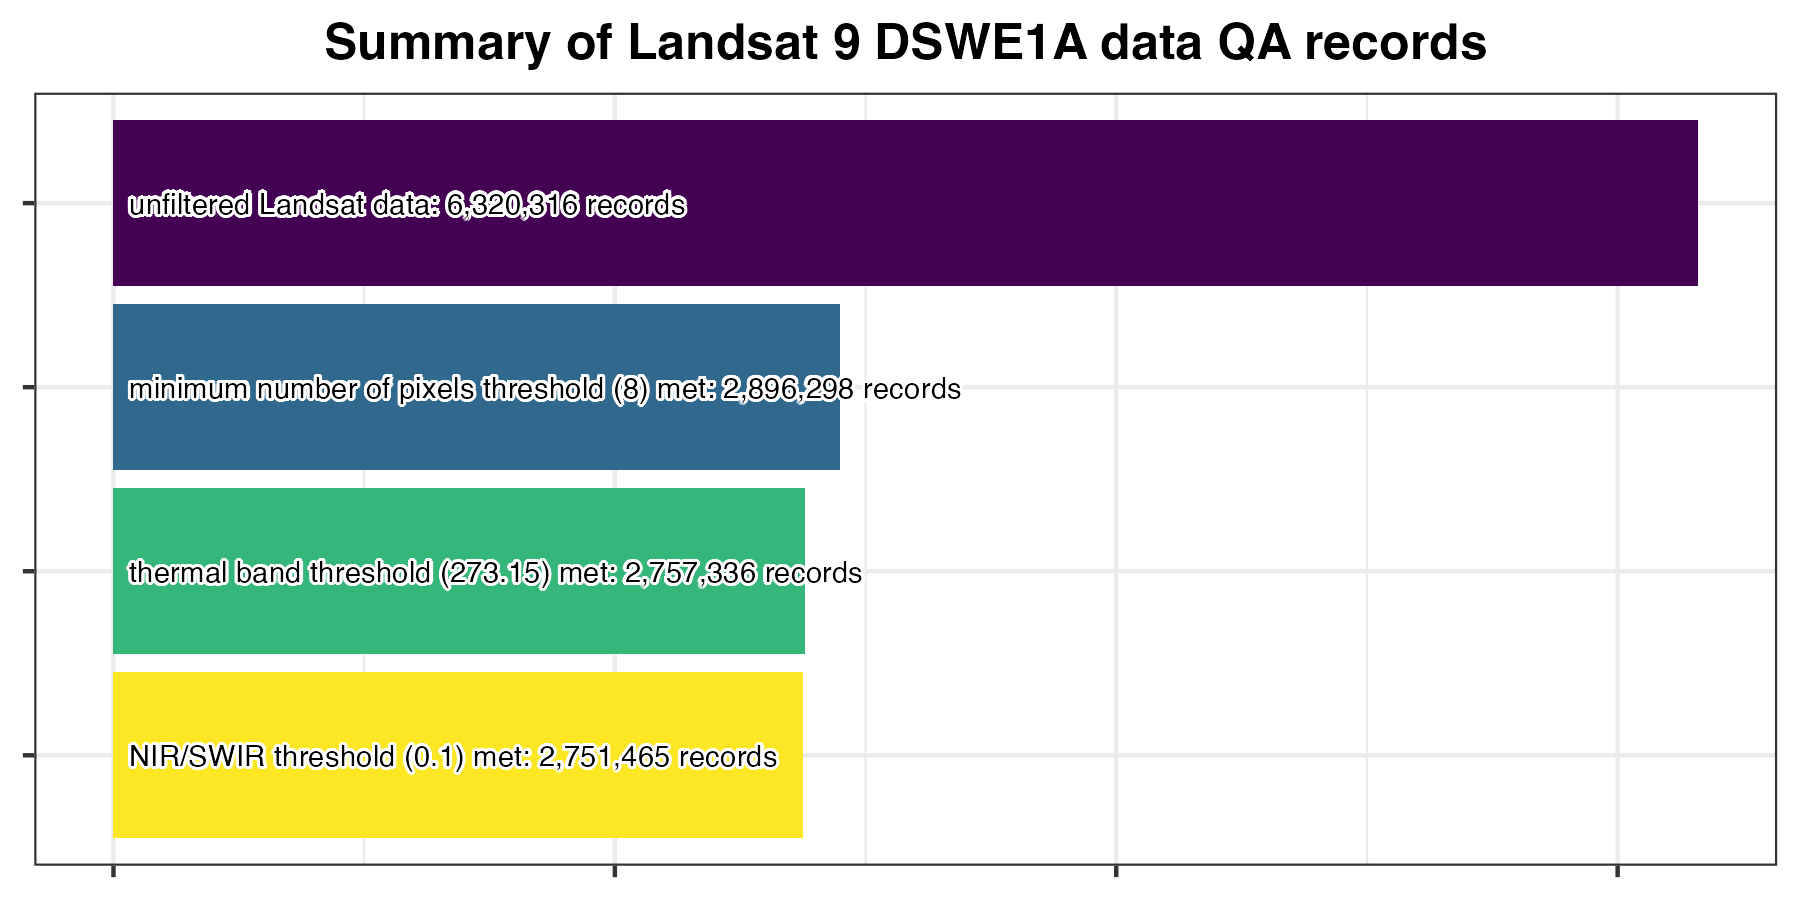 Summary of Landsat 9 DSWE1A data QA records
unfiltered Landsat data: 6,320,316 records
minimum number of pixels threshold (8) met: 2,896,298 records
thermal band threshold (273.15) met: 2,757,336 records
NIR/SWIR threshold (0.1) met: 2,751,465 records